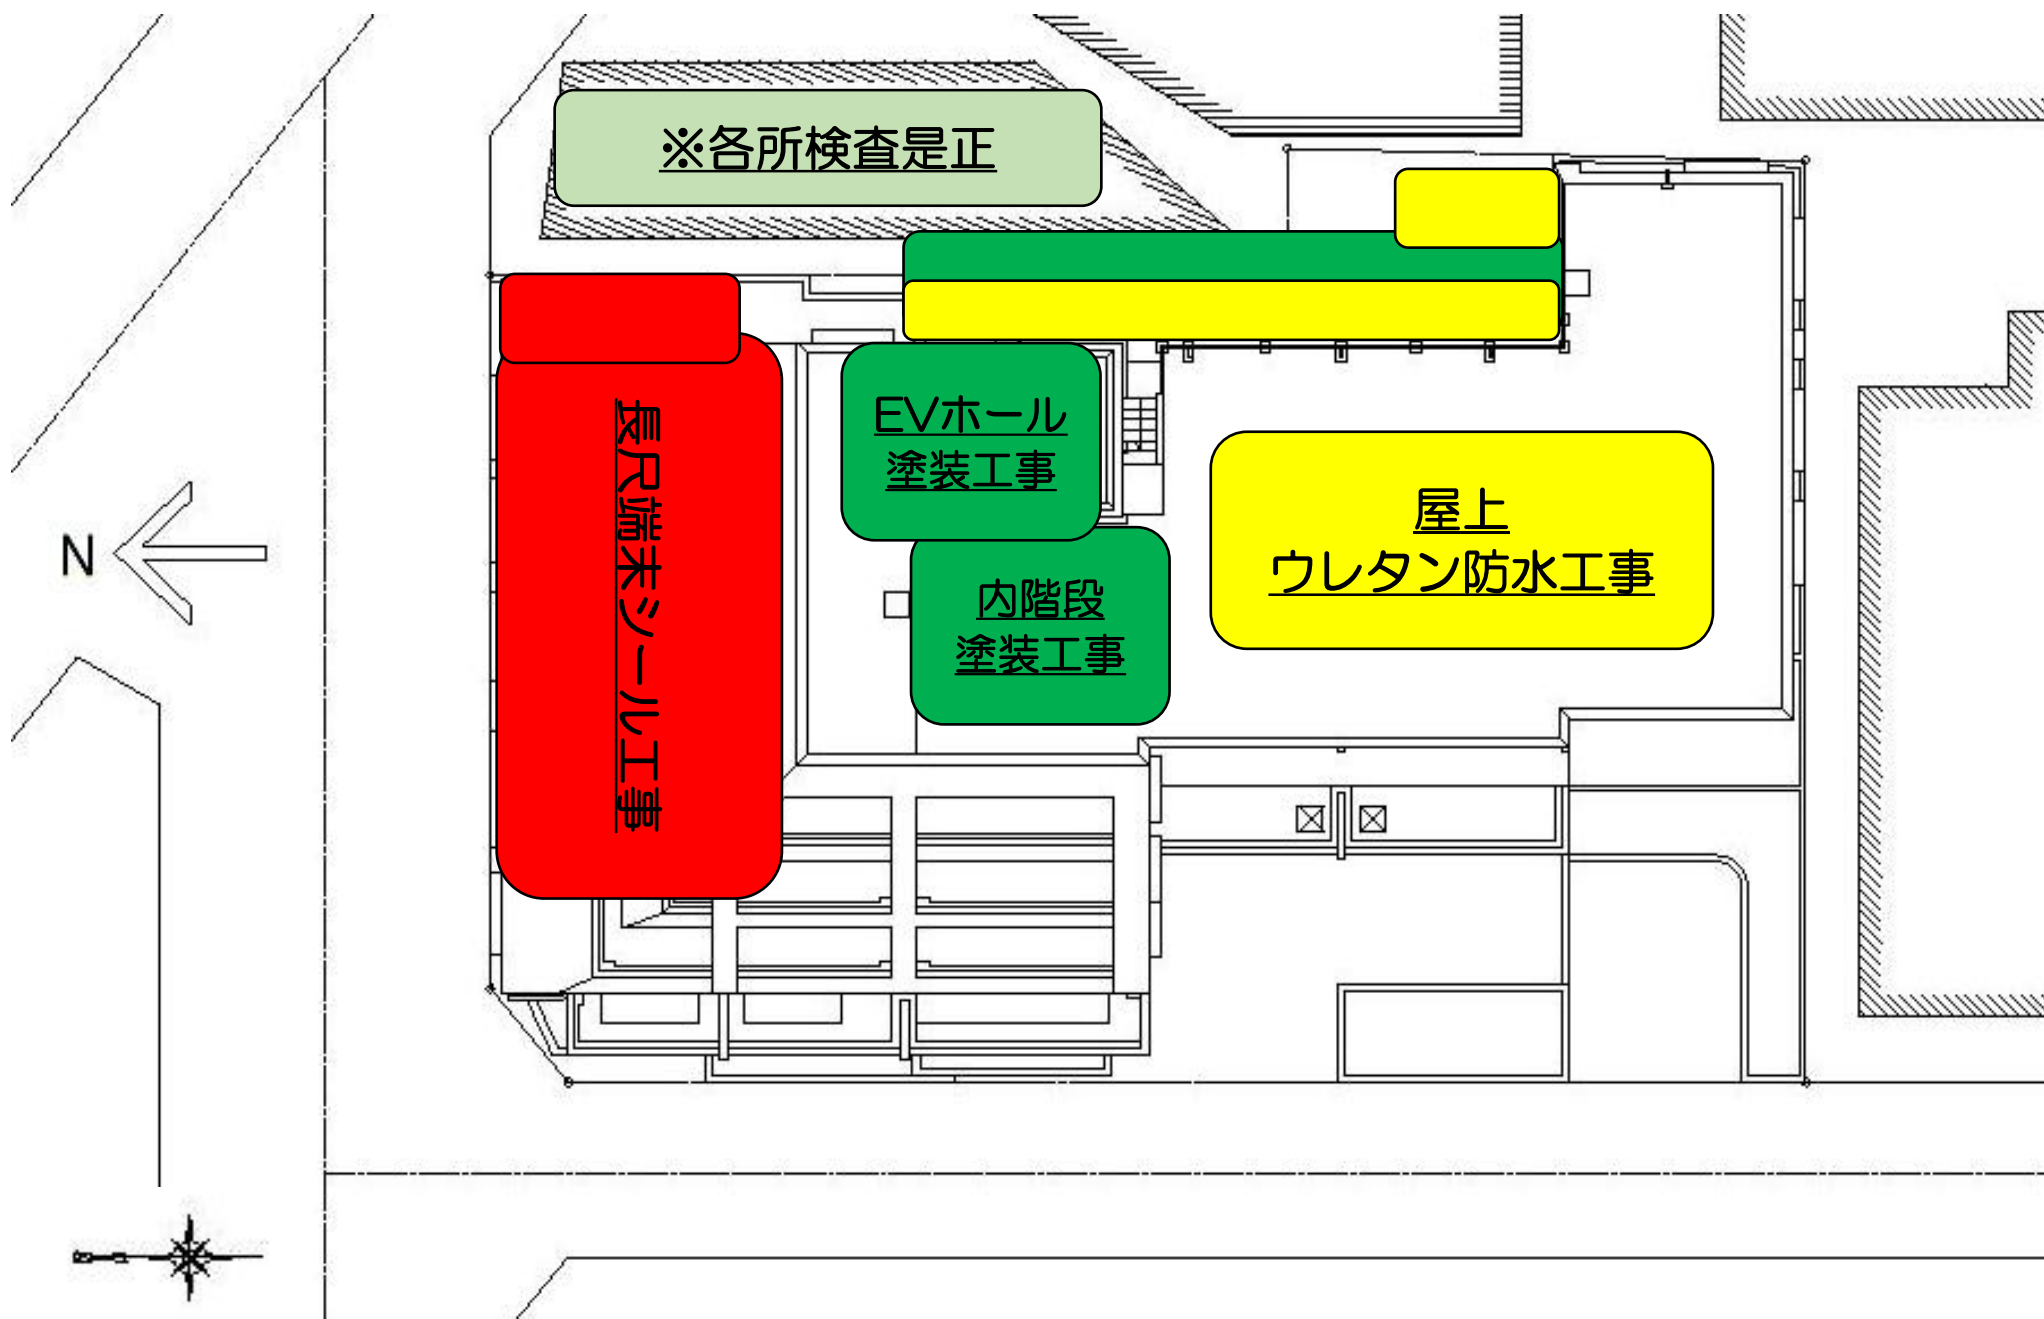 ※各所検査是正
長尺端末シール工事
EVホール
塗装工事
内階段
塗装工事
屋上
ウレタン防水工事
N